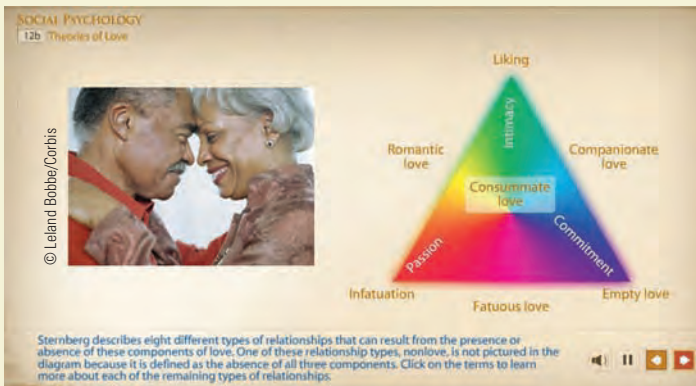 SOCIAL PSYCHOLOGY
12b Theories of Love
© Leland Bobbe/Corbis
Liking
Intimacy
Romantic
love
Companionate
love
Consummate
love
Passion
Commitment
Infatuation
Fatuous love
Empty love
Sternberg describes eight different types of relationships that can result from the presence or
absence of these components of love. One of these relationship types, nonlove, is not pictured in the
diagram because it is defined as the absence of all three components. Click on the terms to learn
more about each of the remaining types of relationships.